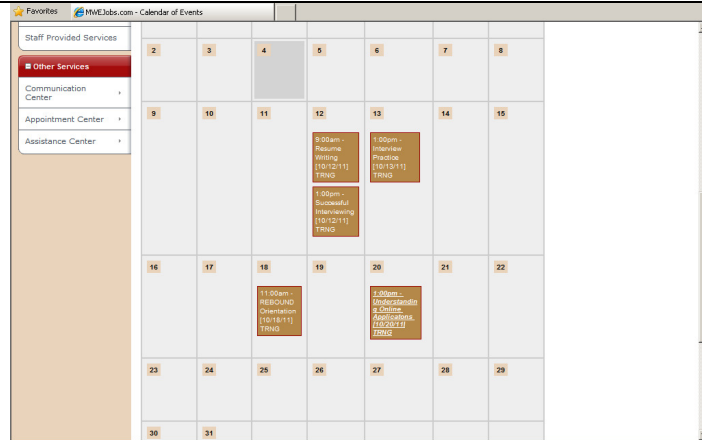 Favorites MWEJobs.com - Calendar of Events
Staff Provided Services
Other Services
Communication
Center
Appointment Center
Assistance Center
2 3 4 5 6 7 8
9 10 11 12 13 14 15
9:00am -
Resume
Writing
[10/12/11]
TRNG
1:00pm -
Interview
Practice
[10/13/11]
TRNG
1:00pm -
Successful
Interviewing
[10/12/11]
TRNG
16 17 18 19 20 21 22
11:00am -
REBOUND
Orientation
[10/18/11]
TRNG
1:00pm -
Understandin
g Online
Applicatons
[10/20/11]
TRNG
23 24 25 26 27 28 29
30 31